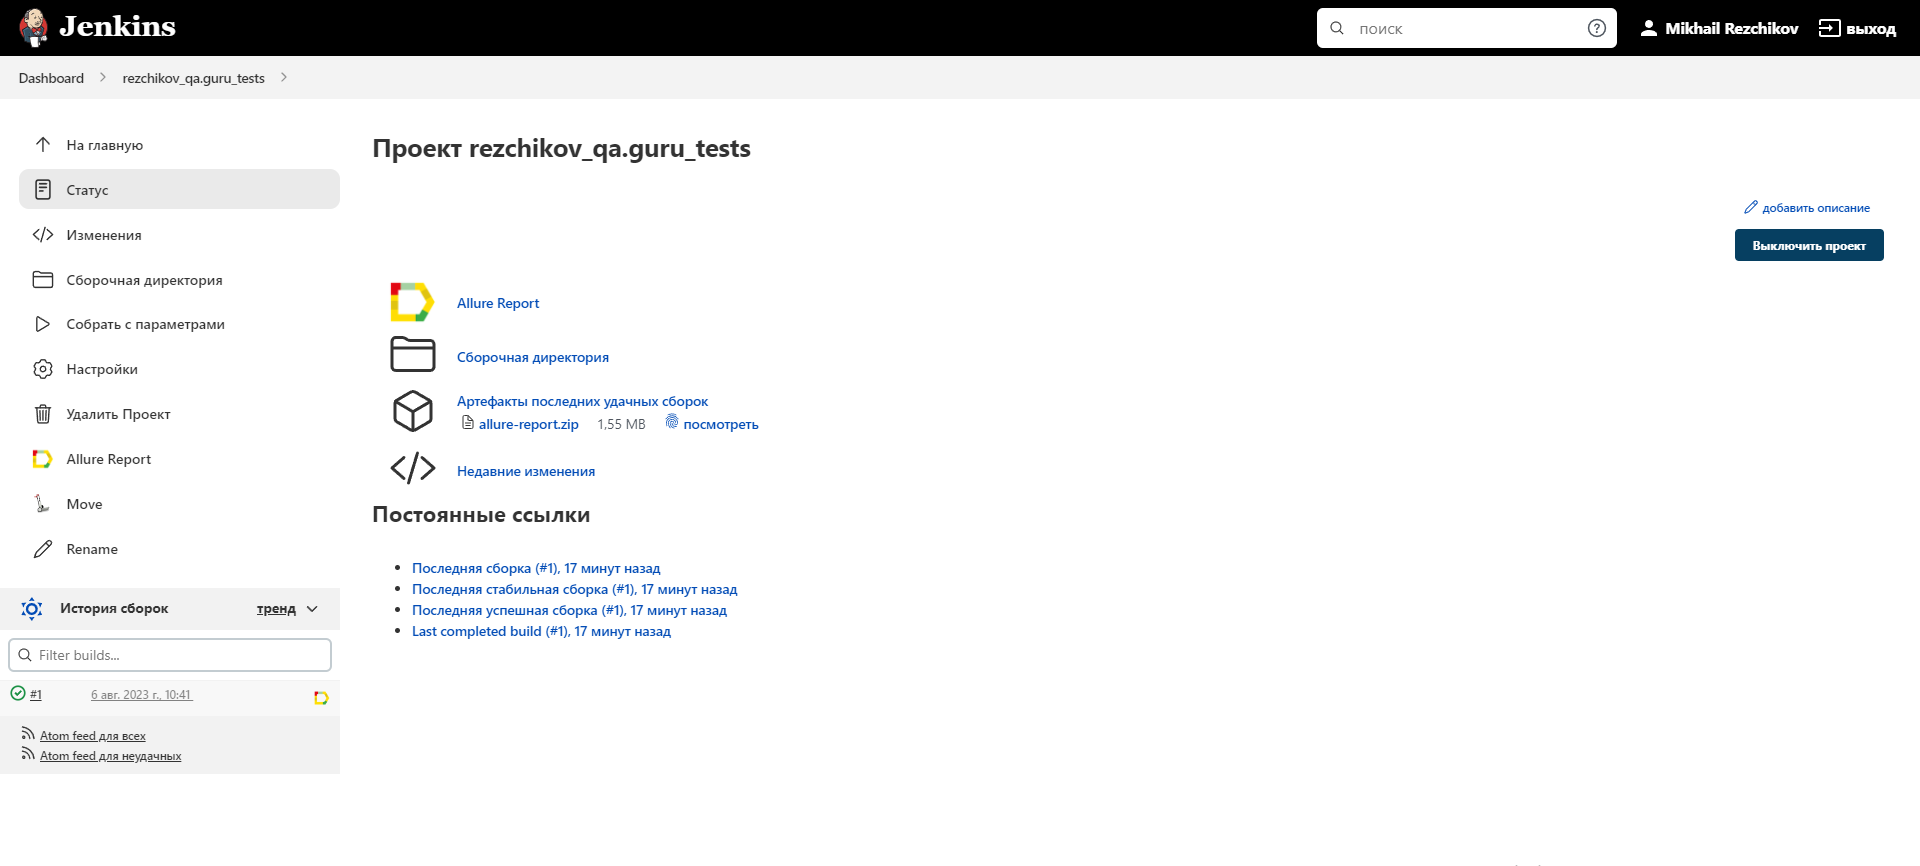 Jenkins
поиск
Mikhail Rezchikov
выход
Dashboard
rezchikov_qa.guru_tests
На главную
Статус
Изменения
Сборочная директория
Собрать с параметрами
Настройки
Удалить Проект
Allure Report
Move
Rename
История сборок
тренд
Filter builds...
#1
6 авг. 2023 г., 10:41
Atom feed для всех
Atom feed для неудачных
Проект rezchikov_qa.guru_tests
добавить описание
Выключить проект
Allure Report
Сборочная директория
Артефакты последних удачных сборок
allure-report.zip 1,55 MB посмотреть
Недавние изменения
Постоянные ссылки
Последняя сборка (#1), 17 минут назад
Последняя стабильная сборка (#1), 17 минут назад
Последняя успешная сборка (#1), 17 минут назад
Last completed build (#1), 17 минут назад